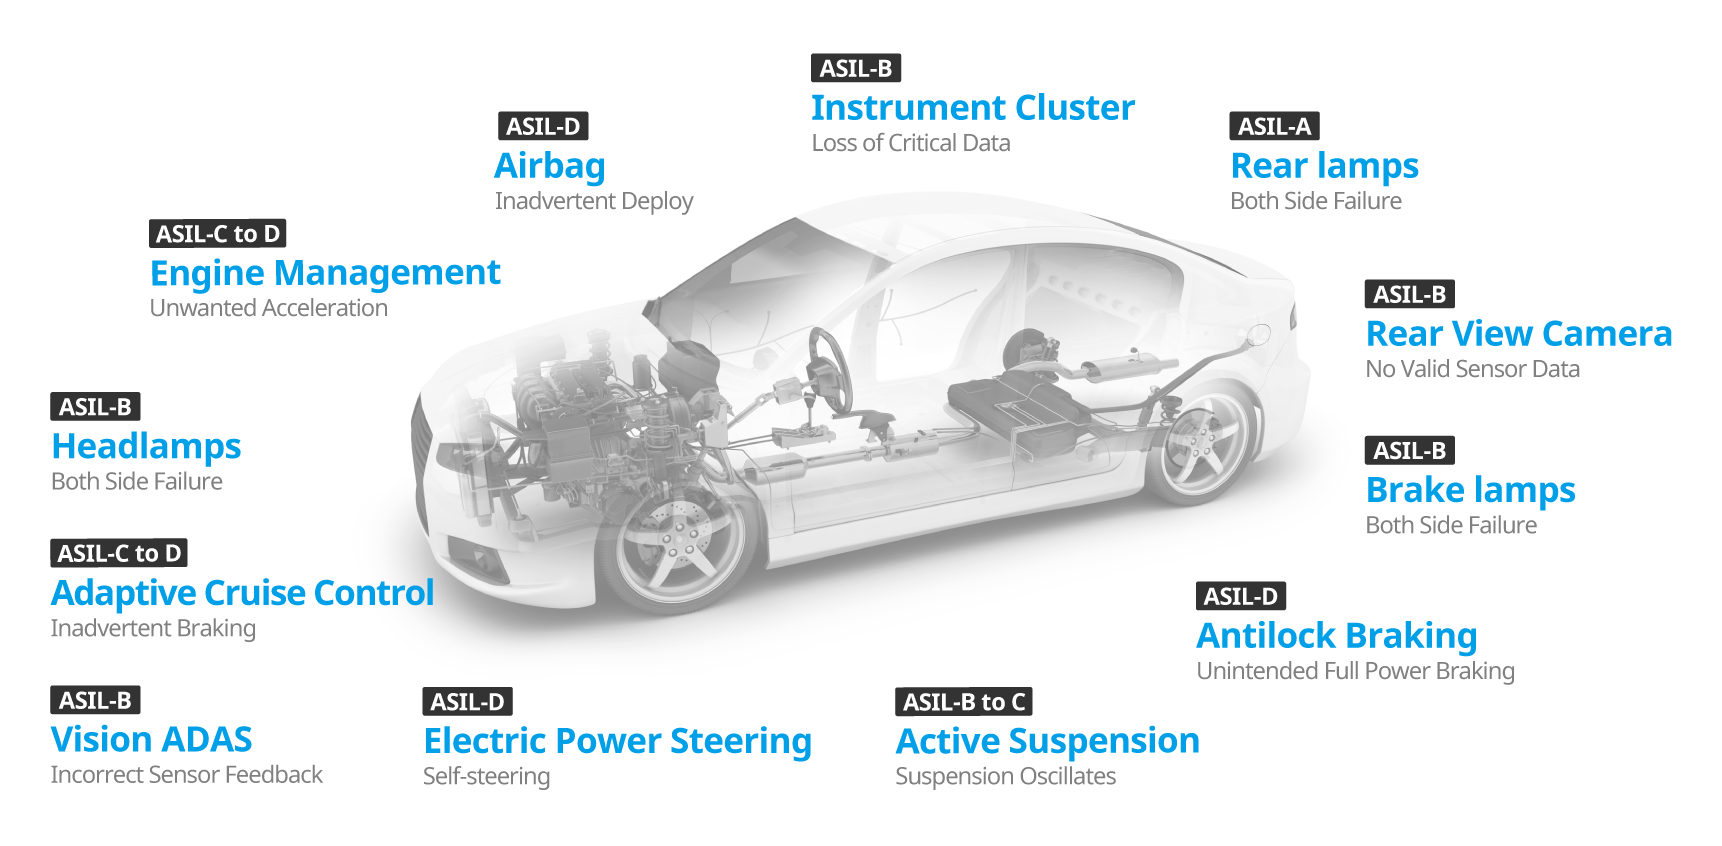 ASIL-B
Instrument Cluster
Loss of Critical Data
ASIL-D
Airbag
Inadvertent Deploy
ASIL-A
Rear lamps
Both Side Failure
ASIL-C to D
Engine Management
Unwanted Acceleration
ASIL-B
Rear View Camera
No Valid Sensor Data
ASIL-B
Headlamps
Both Side Failure
ASIL-B
Brake lamps
Both Side Failure
ASIL-C to D
Adaptive Cruise Control
Inadvertent Braking
ASIL-D
Antilock Braking
Unintended Full Power Braking
ASIL-B
Vision ADAS
Incorrect Sensor Feedback
ASIL-D
Electric Power Steering
Self-steering
ASIL-B to C
Active Suspension
Suspension Oscillates